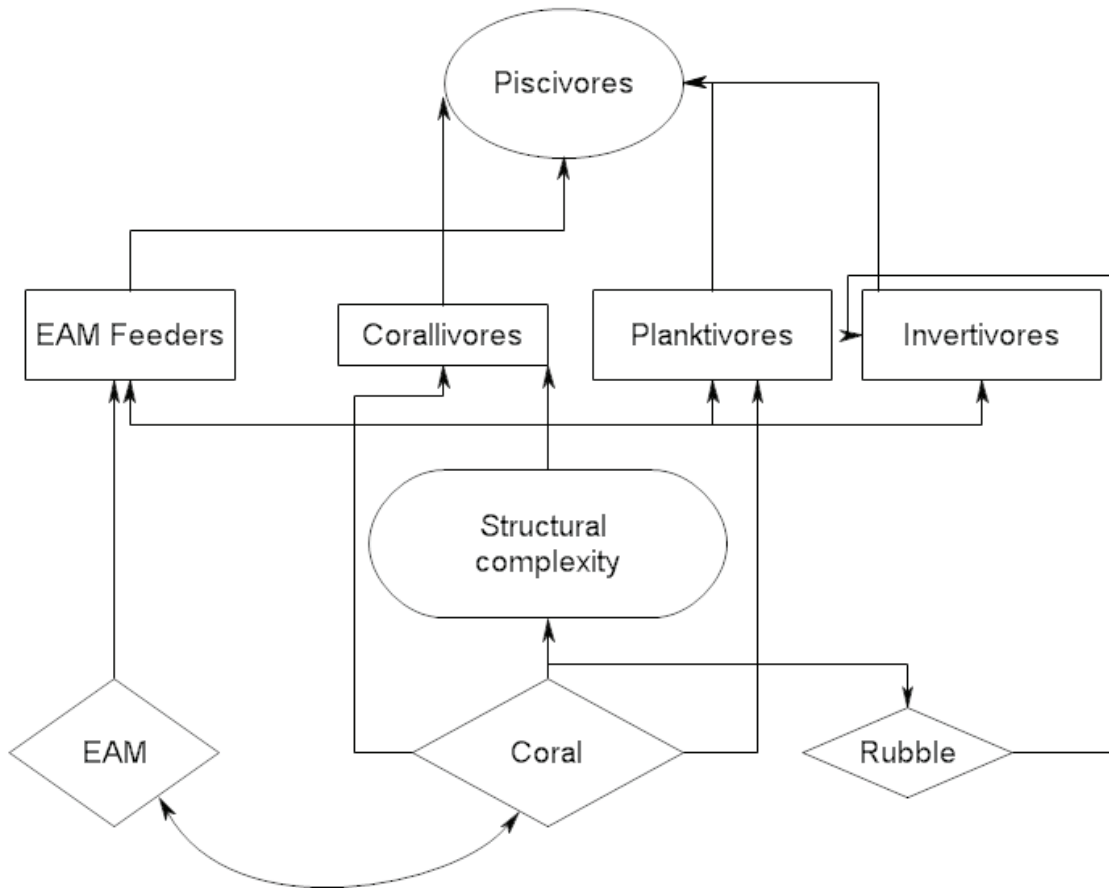 Piscivores
EAM Feeders
Corallivores
Planktivores
Invertivores
Structural
complexity
EAM
Coral
Rubble